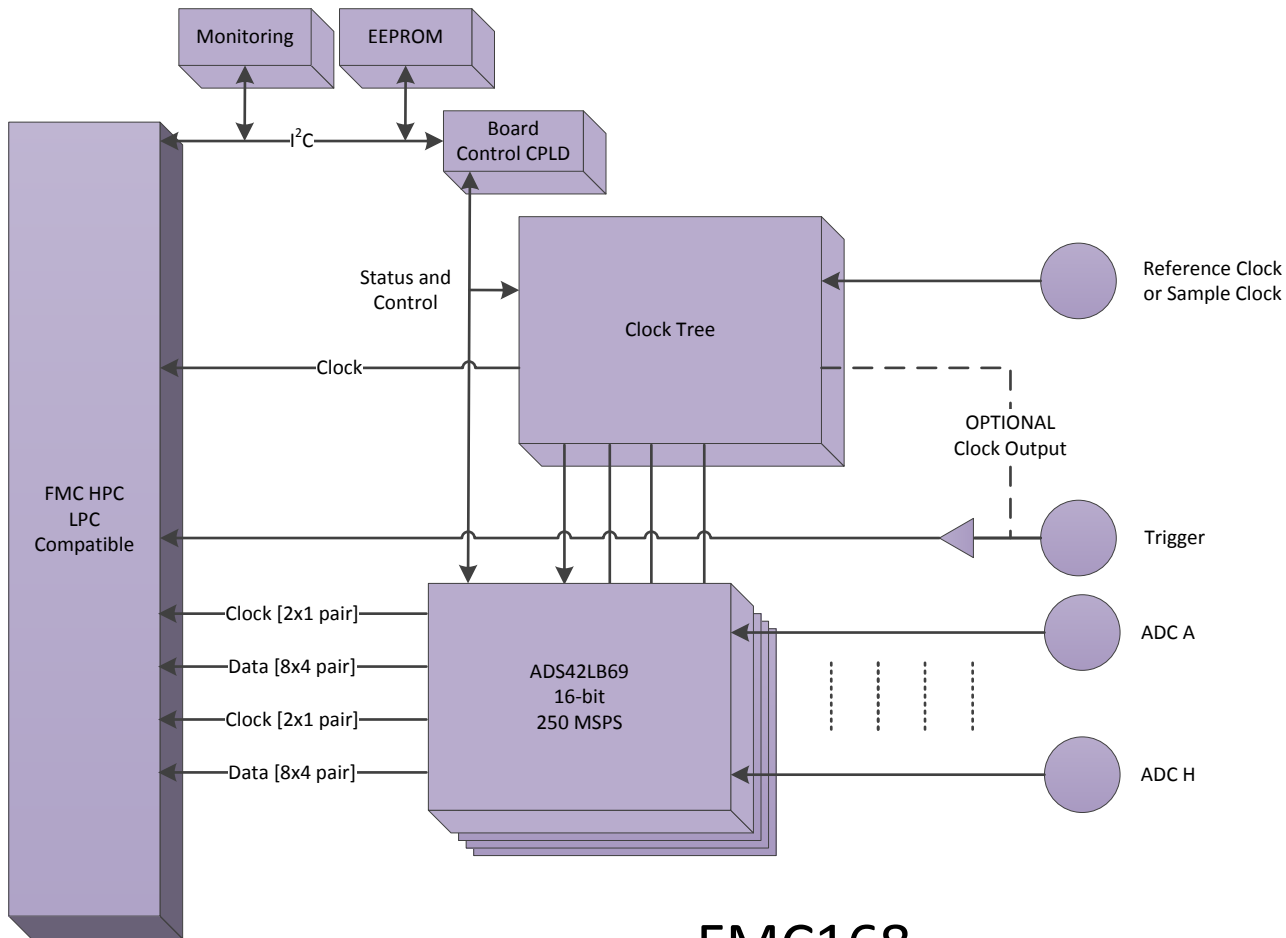 Monitoring
EEPROM
I²C
Board
Control CPLD
Status and
Control
Clock Tree
Reference Clock
or Sample Clock
Clock
OPTIONAL
Clock Output
FMC HPC
LPC
Compatible
Trigger
Clock [2x1 pair]
Data [8x4 pair]
Clock [2x1 pair]
Data [8x4 pair]
ADS42LB69
16-bit
250 MSPS
ADC A
ADC H
FMC168